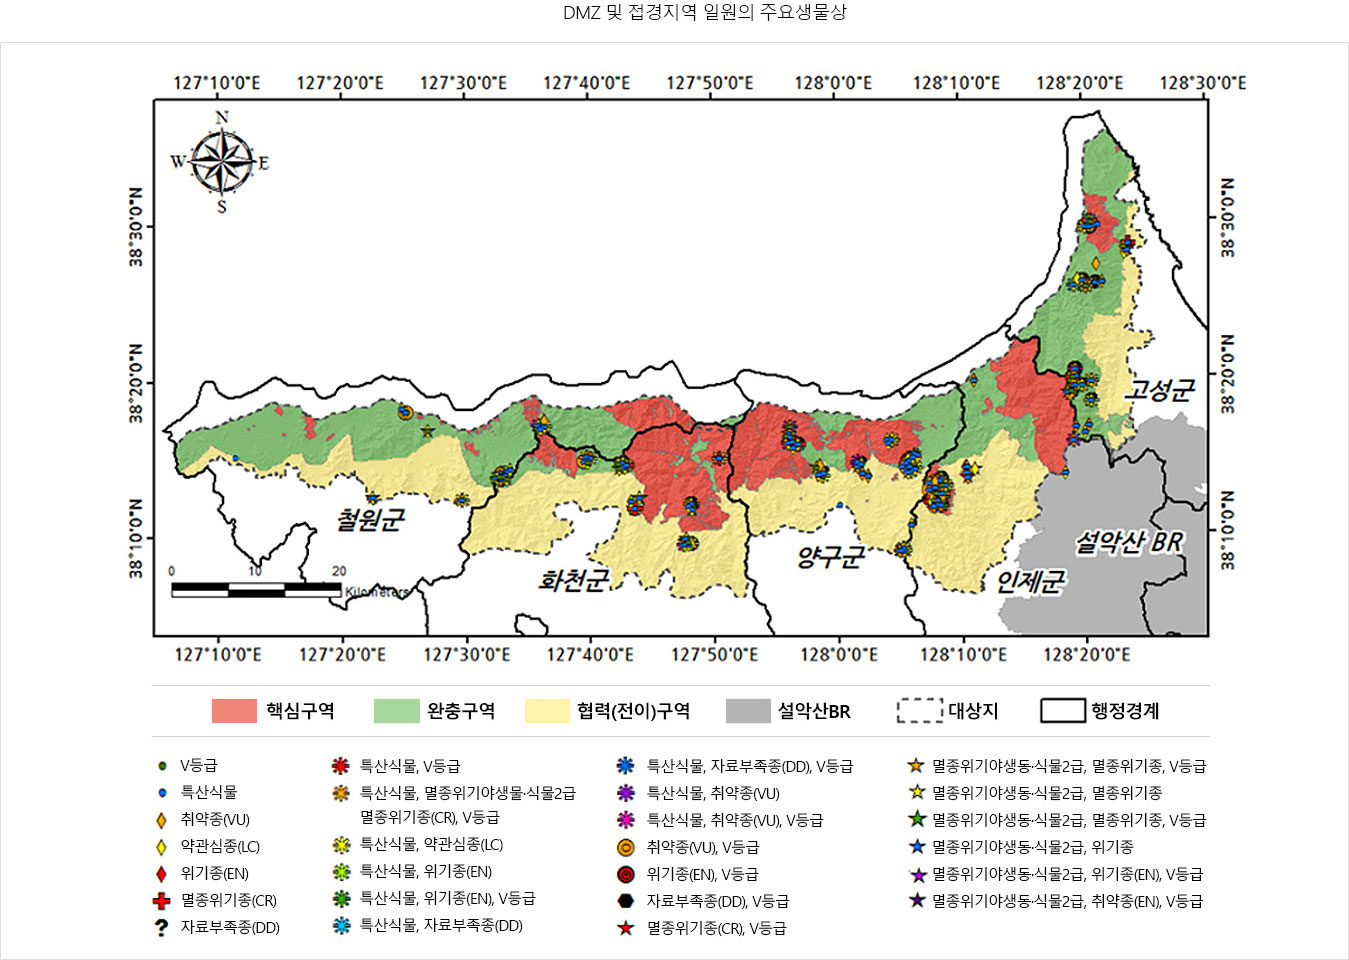 DMZ 및 접경지역 일원의 주요생물상
127°10'0"E 127°20'0"E 127°30'0"E 127°40'0"E 127°50'0"E 128°0'0"E 128°10'0"E 128°20'0"E 128°30'0"E
N
W E
S
38°30'0"N 38°30'0"N
38°20'0"N 38°20'0"N
고성군
38°10'0"N 38°10'0"N
철원군
설악산 BR
양구군
화천군
인제군
0 10 20
Kilometers
127°10'0"E 127°20'0"E 127°30'0"E 127°40'0"E 127°50'0"E 128°0'0"E 128°10'0"E 128°20'0"E
핵심구역 완충구역 협력(전이)구역 설악산BR 대상지 행정경계
V등급
특산식물
취약종(VU)
약관심종(LC)
위기종(EN)
멸종위기종(CR)
? 자료부족종(DD)
특산식물, V등급
특산식물, 멸종위기야생물·식물2급
멸종위기종(CR), V등급
특산식물, 약관심종(LC)
특산식물, 위기종(EN)
특산식물, 위기종(EN), V등급
특산식물, 자료부족종(DD)
특산식물, 자료부족종(DD), V등급
특산식물, 취약종(VU)
특산식물, 취약종(VU), V등급
취약종(VU), V등급
위기종(EN), V등급
자료부족종(DD), V등급
멸종위기종(CR), V등급
멸종위기야생동·식물2급, 멸종위기종, V등급
멸종위기야생동·식물2급, 멸종위기종
멸종위기야생동·식물2급, 멸종위기종, V등급
멸종위기야생동·식물2급, 위기종
멸종위기야생동·식물2급, 위기종(EN), V등급
멸종위기야생동·식물2급, 취약종(EN), V등급